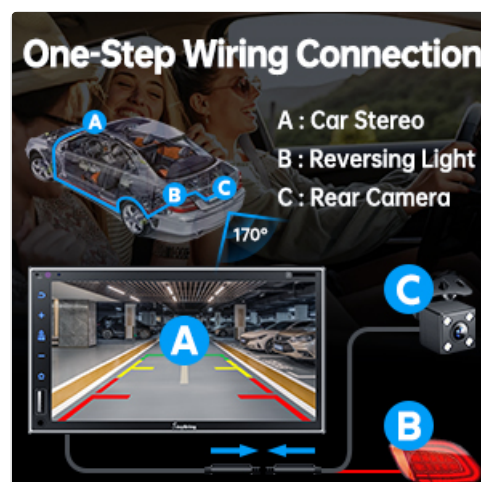 One-Step Wiring Connection
A : Car Stereo
B : Reversing Light
C : Rear Camera
A
B
C
170°
A
C
B